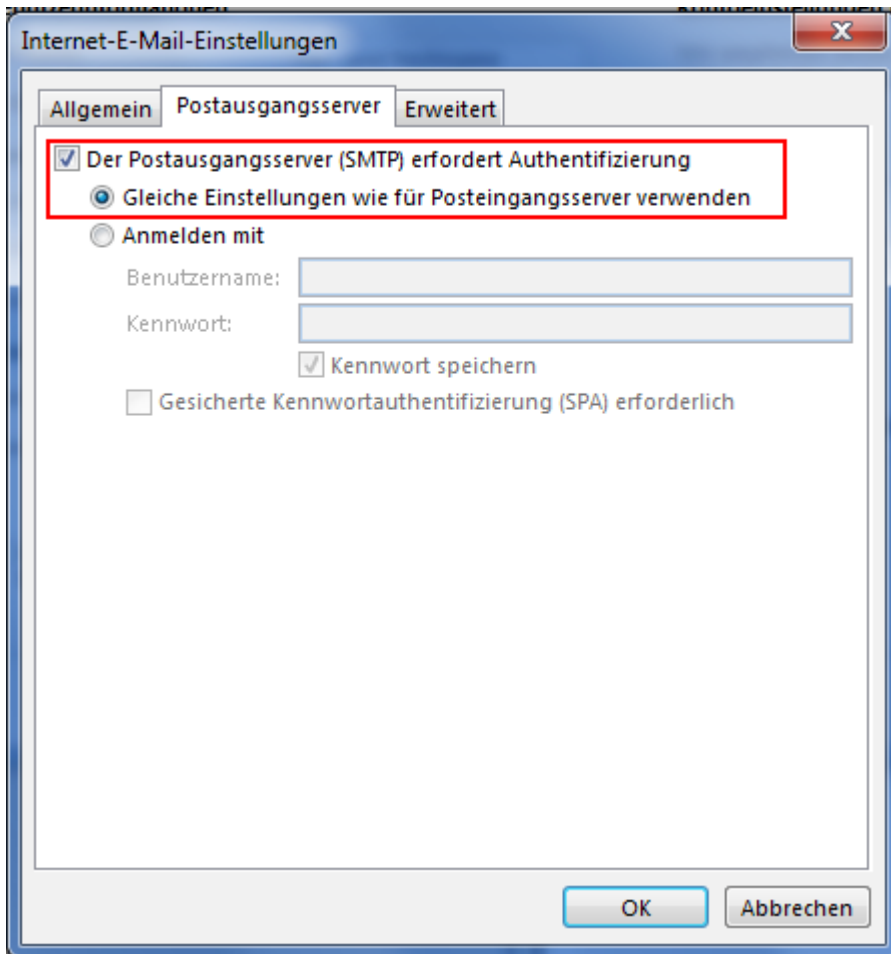 Internet-E-Mail-Einstellungen
Allgemein Postausgangsserver Erweitert
Der Postausgangsserver (SMTP) erfordert Authentifizierung
Gleiche Einstellungen wie für Posteingangsserver verwenden
Anmelden mit
Benutzername:
Kennwort:
Kennwort speichern
Gesicherte Kennwortauthentifizierung (SPA) erforderlich
OK Abbrechen